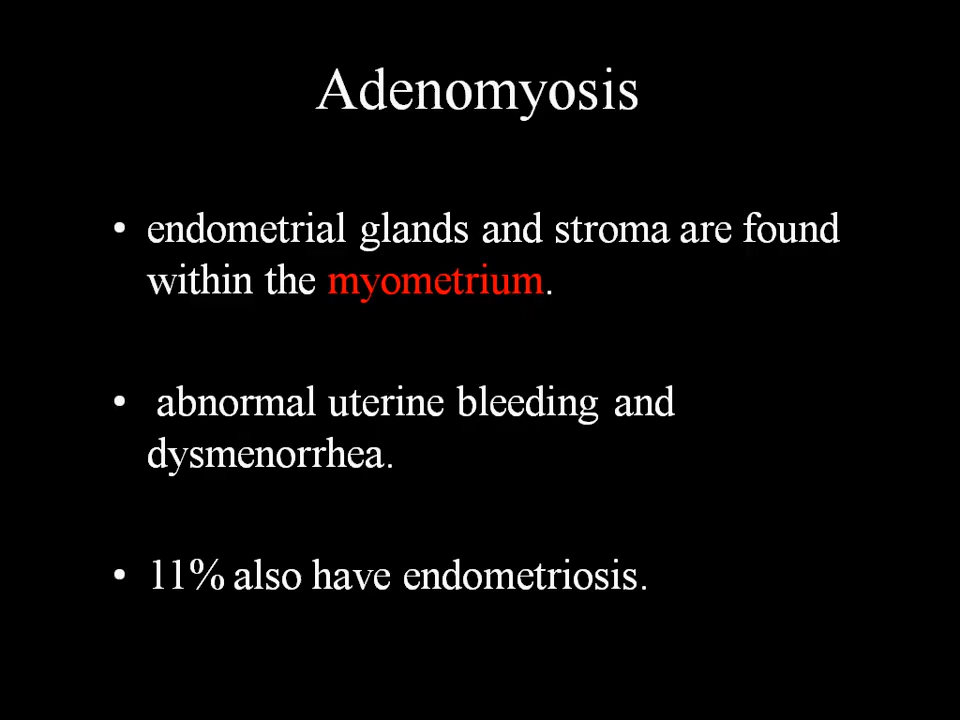 Adenomyosis
• endometrial glands and stroma are found
within the myometrium.
• abnormal uterine bleeding and
dysmenorrhea.
• 11% also have endometriosis.